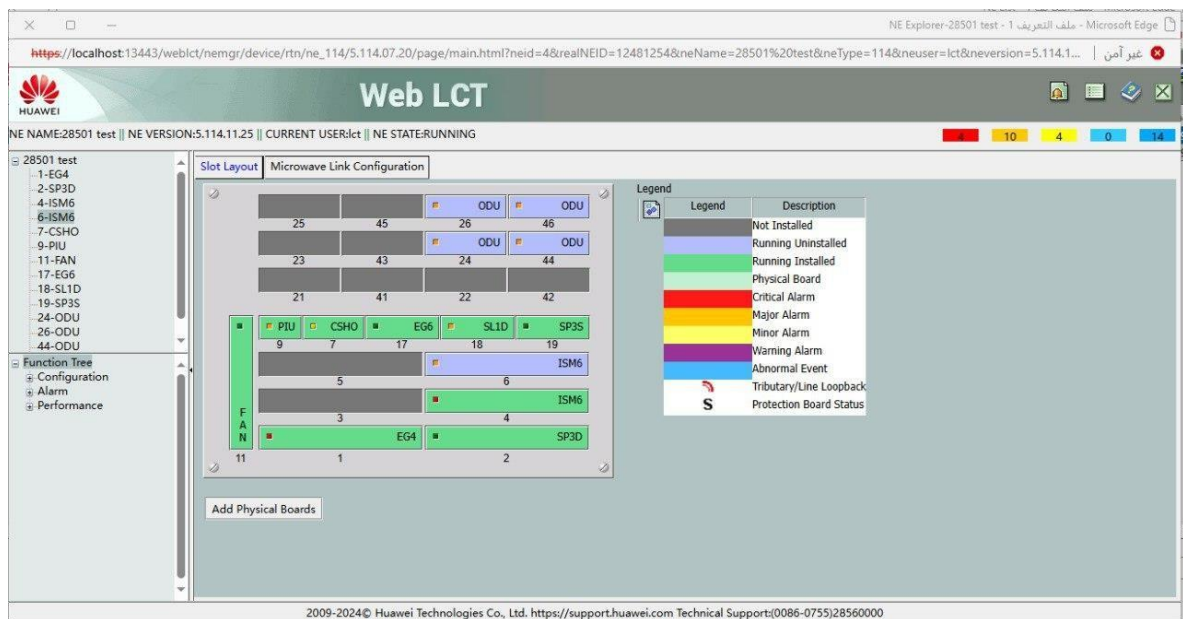 NE Explorer-28501 test - 1 ملف التعريف - Microsoft Edge
https://localhost:13443/weblct/nemgr/device/rtn/ne_114/5.114.07.20/page/main.html?neid=4&realNEID=12481254&neName=28501%20test&neType=114&neuser=lct&neversion=5.114.1... غير آمن
HUAWEI
Web LCT
NE NAME:28501 test || NE VERSION:5.114.11.25 || CURRENT USER:lct || NE STATE:RUNNING
4 10 4 0 14
28501 test
1-EG4
2-SP3D
4-ISM6
6-ISM6
7-CSHO
9-PIU
11-FAN
17-EG6
18-SL1D
19-SP3S
24-ODU
26-ODU
44-ODU
Function Tree
Configuration
Alarm
Performance
Slot Layout Microwave Link Configuration
ODU ODU
25 45 26 46
ODU ODU
23 43 24 44
21 41 22 42
PIU CSHO EG6 SL1D SP3S
9 7 17 18 19
ISM6
5 6
ISM6
3 4
FAN
EG4 SP3D
11 1 2
Add Physical Boards
Legend
Legend Description
Not Installed
Running Uninstalled
Running Installed
Physical Board
Critical Alarm
Major Alarm
Minor Alarm
Warning Alarm
Abnormal Event
Tributary/Line Loopback
S Protection Board Status
2009-2024© Huawei Technologies Co., Ltd. https://support.huawei.com Technical Support:(0086-0755)28560000